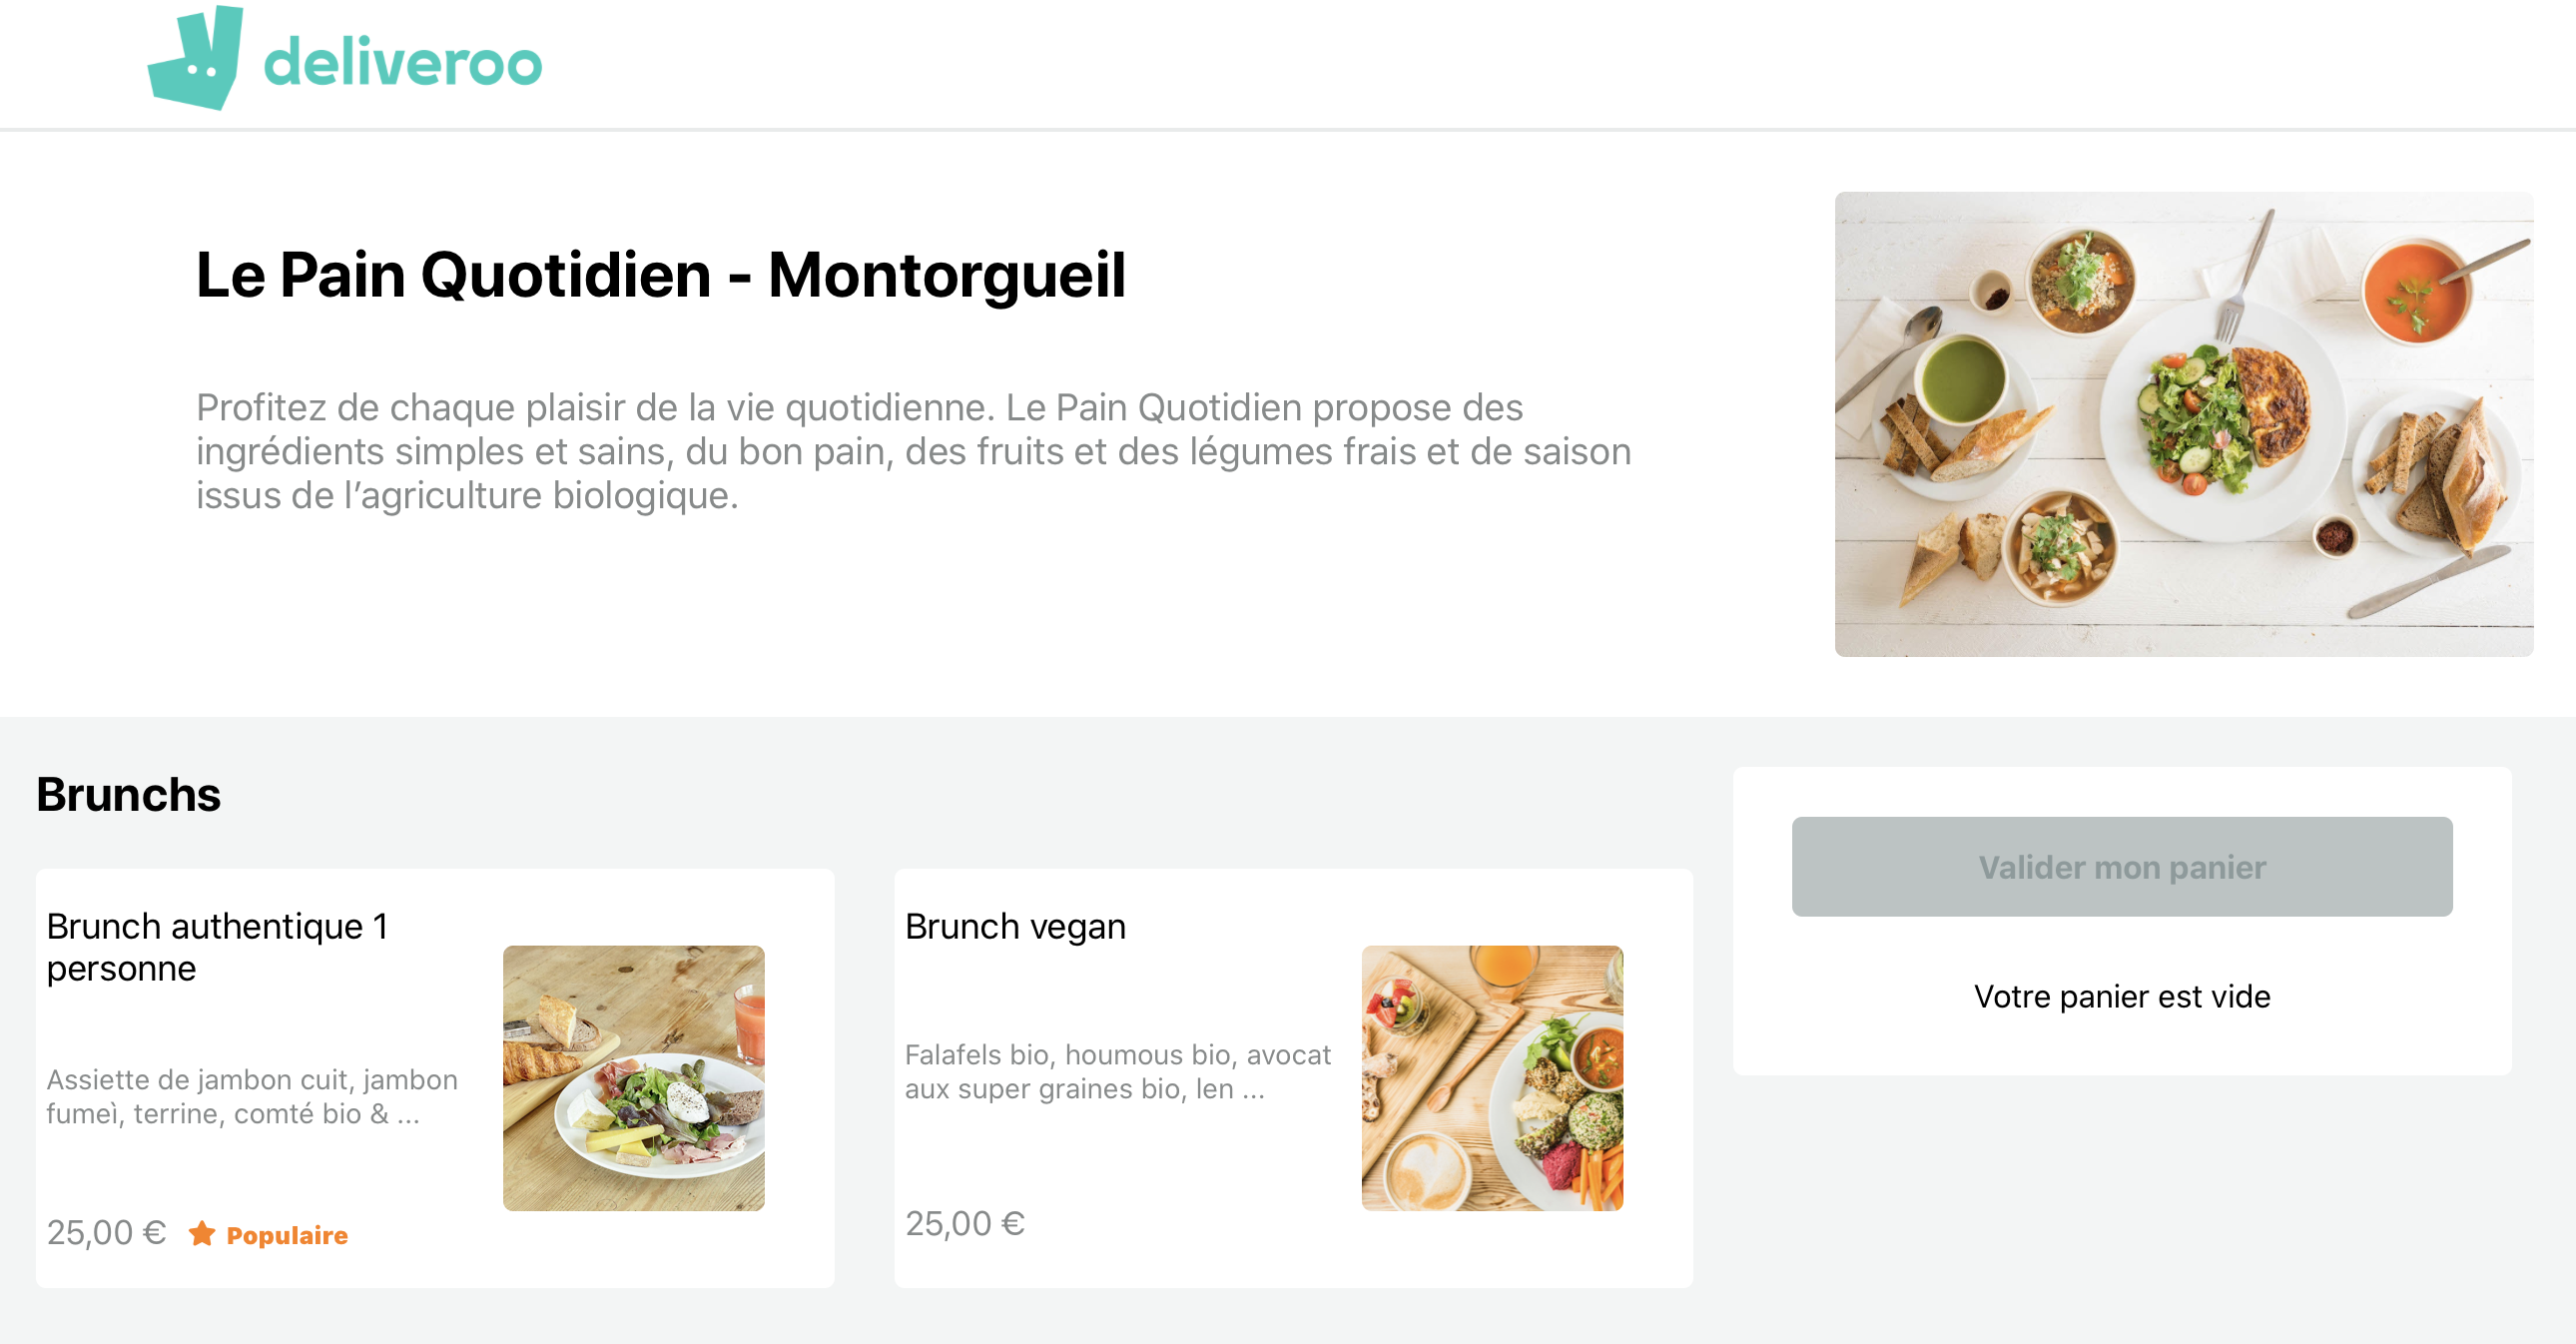 deliveroo
Le Pain Quotidien - Montorgueil
Profitez de chaque plaisir de la vie quotidienne. Le Pain Quotidien propose des
ingrédients simples et sains, du bon pain, des fruits et des légumes frais et de saison
issus de l’agriculture biologique.
Brunchs
Brunch authentique 1
personne
Assiette de jambon cuit, jambon
fumeì, terrine, comté bio & ...
25,00 €
Populaire
Brunch vegan
Falafels bio, houmous bio, avocat
aux super graines bio, len ...
25,00 €
Valider mon panier
Votre panier est vide